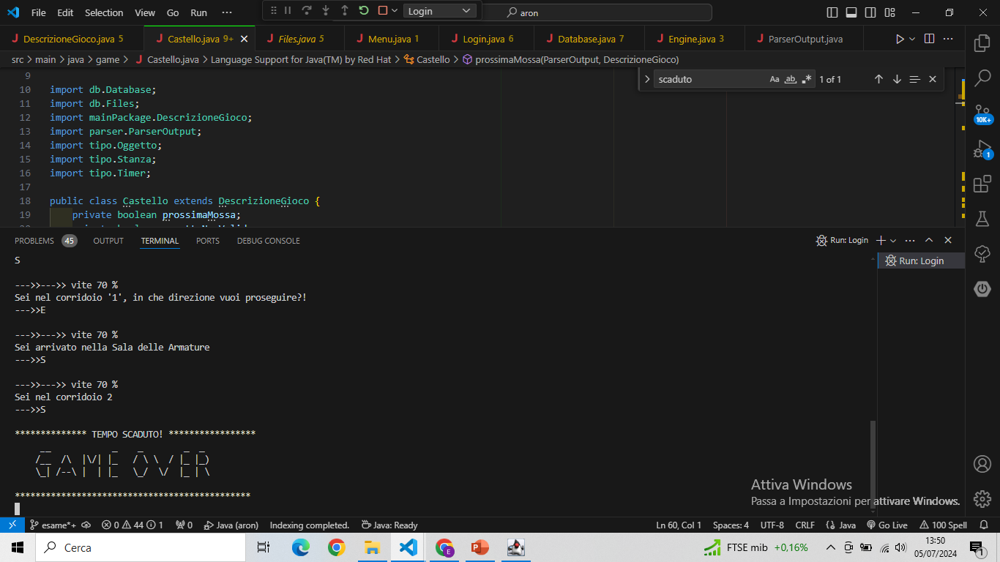 File Edit Selection View Go Run ··· Login aron
DescrizioneGioco.java 5 Castello.java 9+ Files.java 5 Menu.java 1 Login.java 6 Database.java 7 Engine.java 3 ParserOutput.java
src > main > java > game > Castello.java > Language Support for Java(TM) by Red Hat > Castello > prossimaMossa(ParserOutput, DescrizioneGioco)
scaduto Aa ab 1 of 1
9
10 import db.Database;
11 import db.Files;
12 import mainPackage.DescrizioneGioco;
13 import parser.ParserOutput;
14 import tipo.Oggetto;
15 import tipo.Stanza;
16 import tipo.Timer;
17
18 public class Castello extends DescrizioneGioco {
19 private boolean prossimaMossa;
10K+
1
PROBLEMS 45 OUTPUT TERMINAL PORTS DEBUG CONSOLE Run: Login
Run: Login
S
--->>--->> vite 70 %
Sei nel corridoio '1', in che direzione vuoi proseguire?!
--->>E
--->>--->> vite 70 %
Sei arrivato nella Sala delle Armature
--->>S
--->>--->> vite 70 %
Sei nel corridoio 2
--->>S
************** TEMPO SCADUTO! *****************
GAME OVER
**********************************************
Attiva Windows
Passa a Impostazioni per attivare Windows.
esame*+ 0 44 1 0 Java (aron) Indexing completed. Java: Ready Ln 60, Col 1 Spaces: 4 UTF-8 CRLF Java Go Live 100 Spell
Cerca FTSE mib +0,16% 13:50
05/07/2024
1